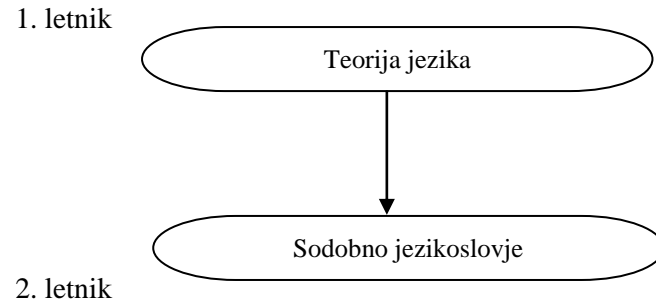 1. letnik
Teorija jezika
Sodobno jezikoslovje
2. letnik